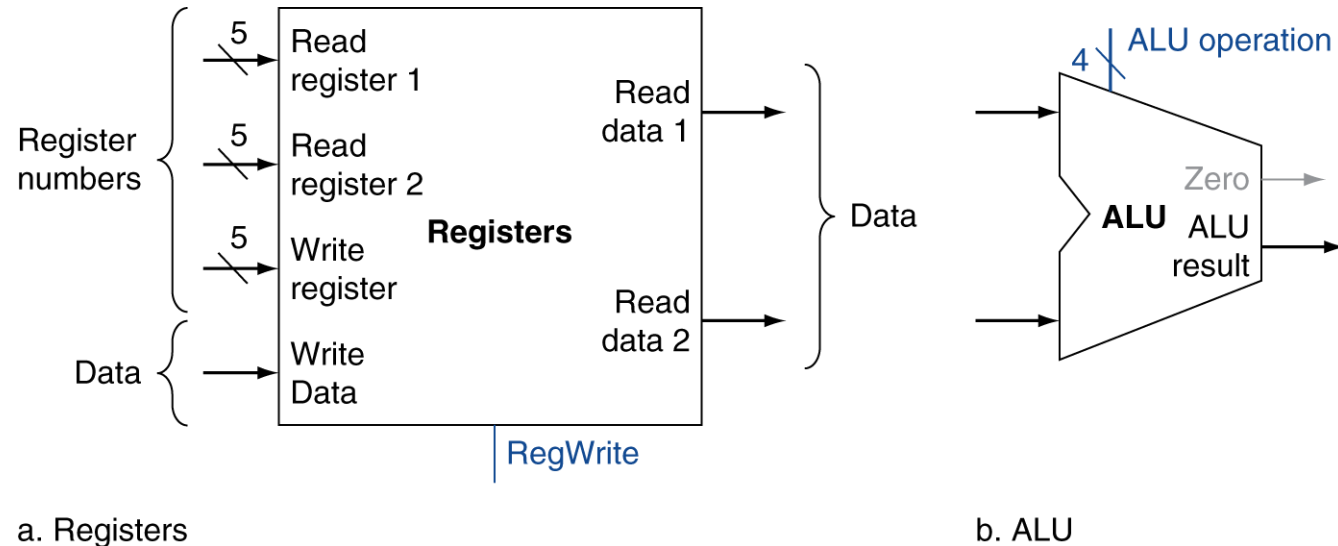 Register
numbers
Data
5
5
5
Read
register 1
Read
register 2
Write
register
Write
Data
Registers
Read
data 1
Read
data 2
RegWrite
Data
4
ALU operation
ALU
Zero
ALU
result
a. Registers
b. ALU